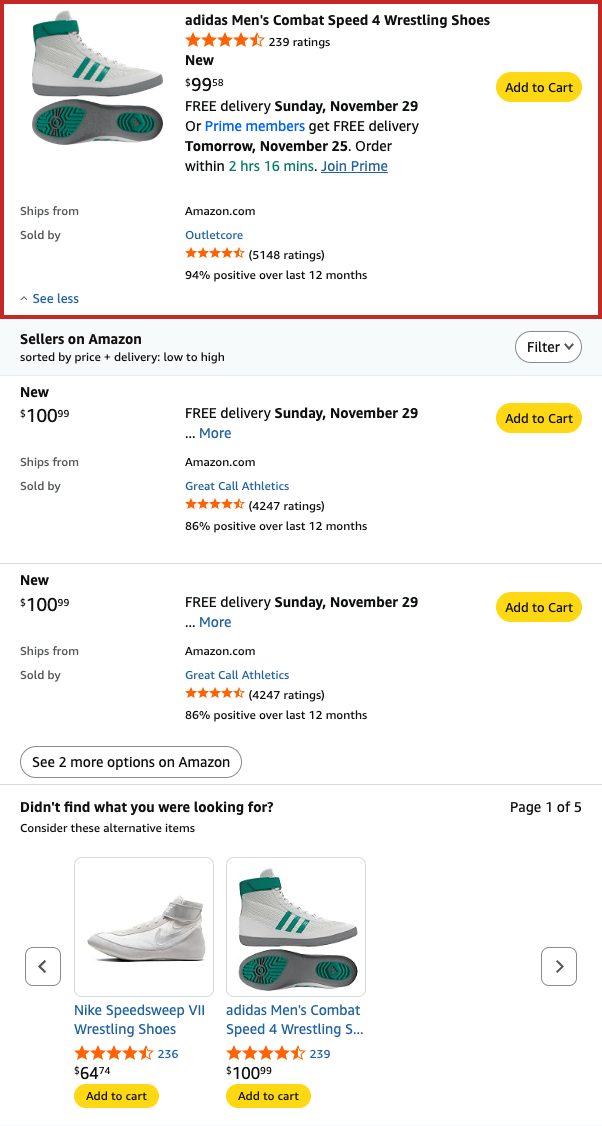 adidas Men's Combat Speed 4 Wrestling Shoes
239 ratings
New
$9958
Add to Cart
FREE delivery Sunday, November 29
Or Prime members get FREE delivery
Tomorrow, November 25. Order
within 2 hrs 16 mins. Join Prime
Ships from Amazon.com
Sold by Outletcore
(5148 ratings)
94% positive over last 12 months
See less
Sellers on Amazon
sorted by price + delivery: low to high
Filter
New
$10099 FREE delivery Sunday, November 29 Add to Cart
... More
Ships from Amazon.com
Sold by Great Call Athletics
(4247 ratings)
86% positive over last 12 months
New
$10099 FREE delivery Sunday, November 29 Add to Cart
... More
Ships from Amazon.com
Sold by Great Call Athletics
(4247 ratings)
86% positive over last 12 months
See 2 more options on Amazon
Didn't find what you were looking for? Page 1 of 5
Consider these alternative items
Nike Speedsweep VII
Wrestling Shoes
236
$6474
Add to cart
adidas Men's Combat
Speed 4 Wrestling S...
239
$10099
Add to cart